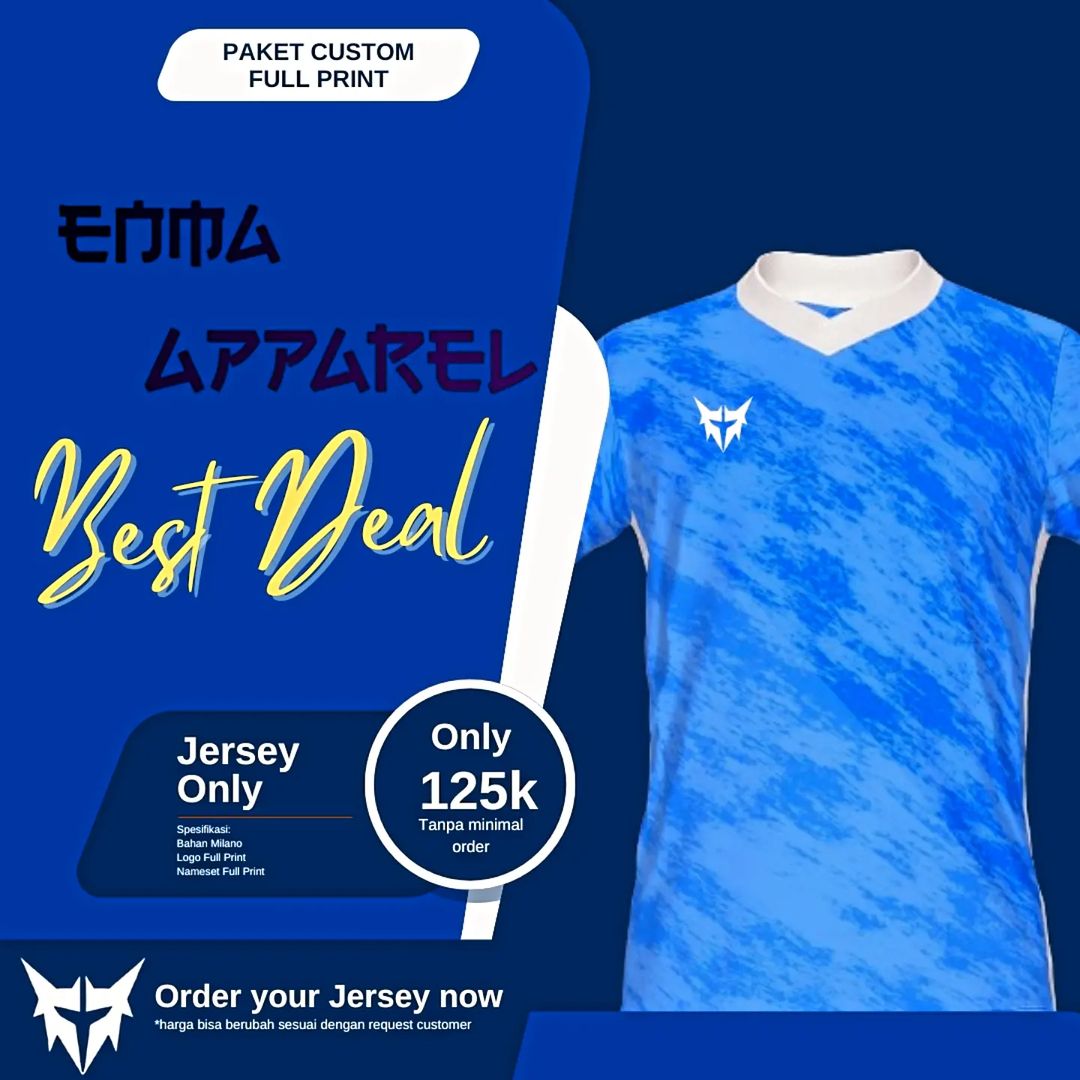 PAKET CUSTOM
FULL PRINT
ENMA
APPAREL
Best Deal
Jersey
Only
Spesifikasi:
Bahan Milano
Logo Full Print
Nameset Full Print
Only
125k
Tanpa minimal
order
Order your Jersey now
*harga bisa berubah sesuai dengan request customer